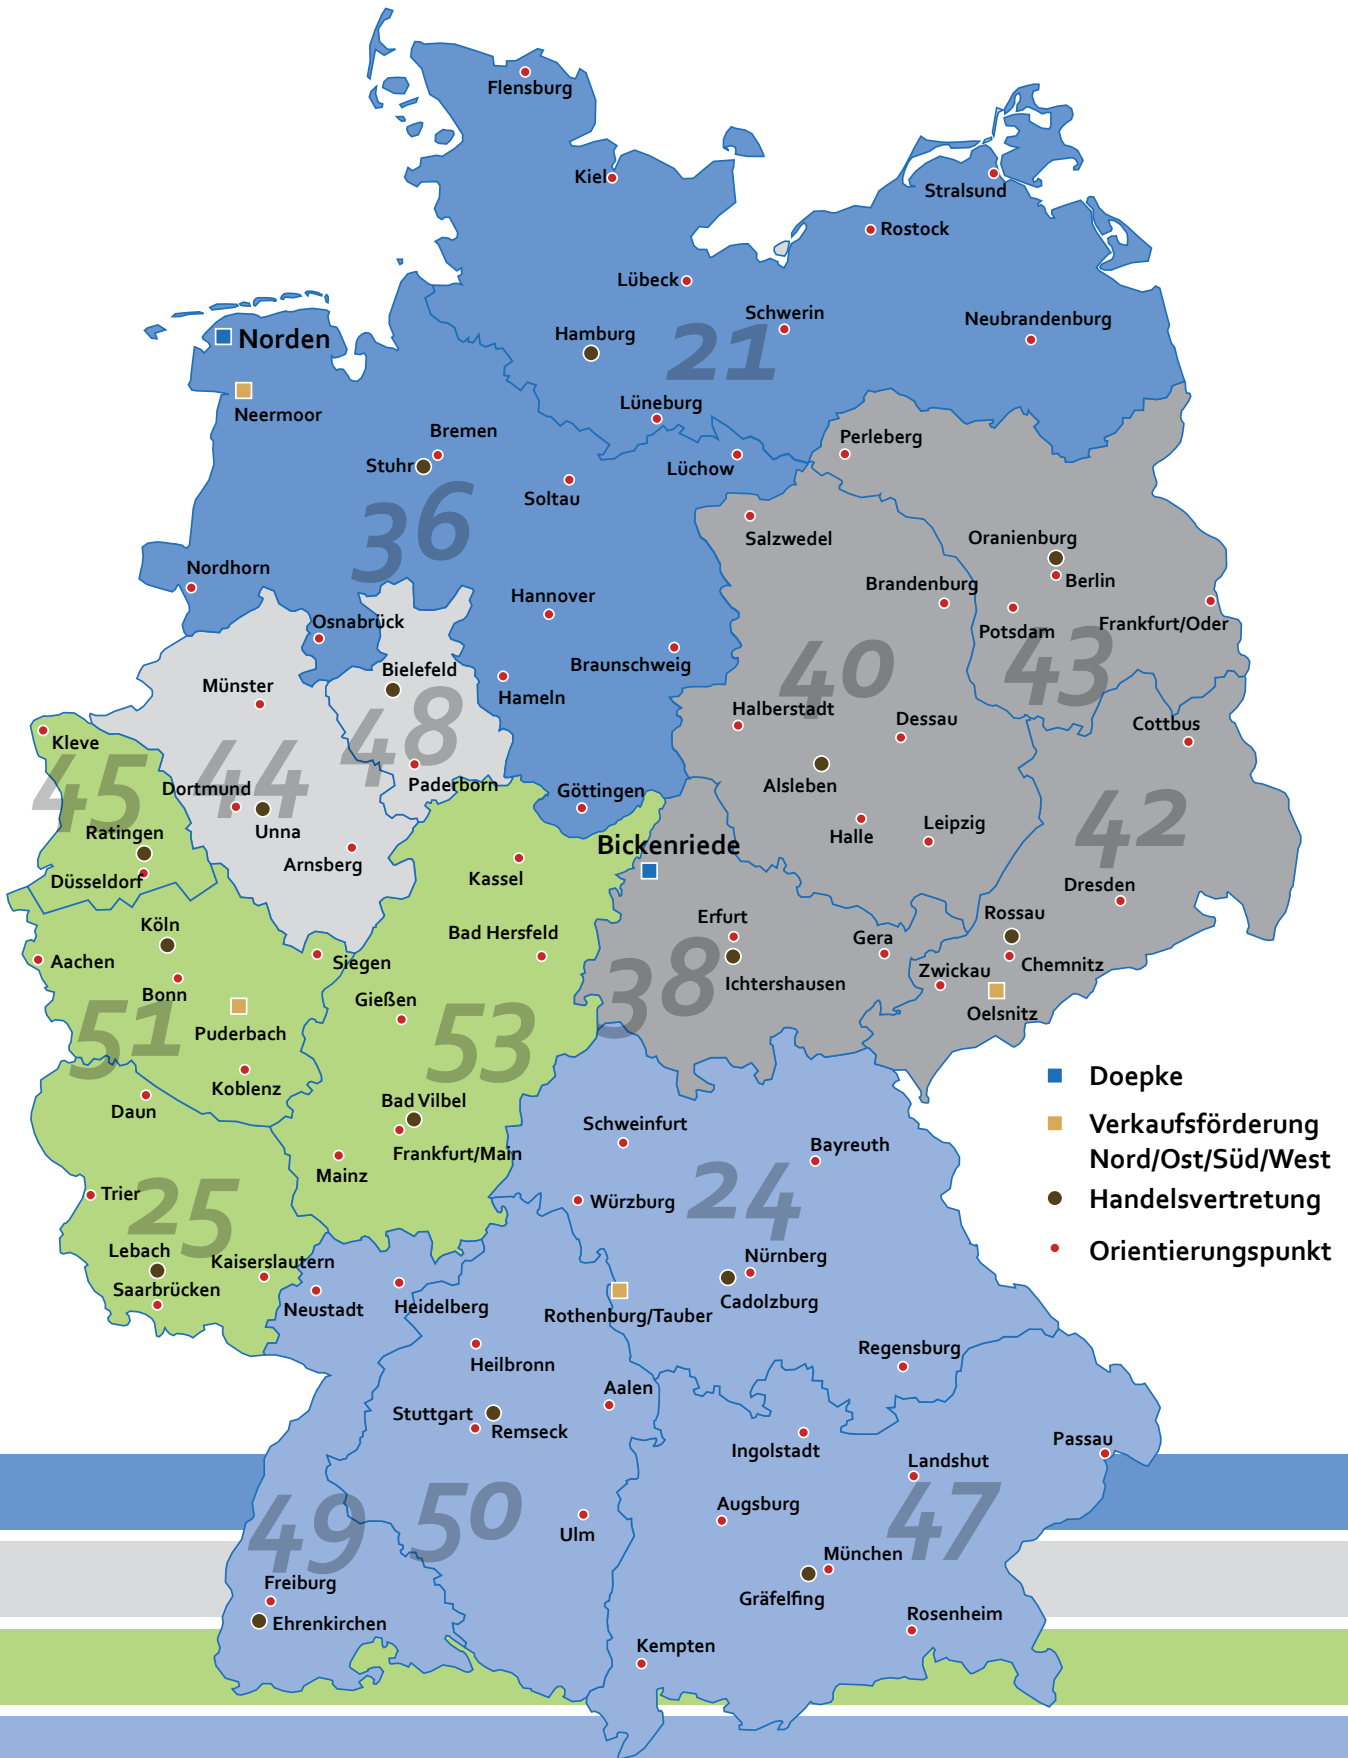 Flensburg
Kiel
Stralsund
Rostock
Lübeck
Schwerin
Neubrandenburg
Hamburg
21
Norden
Lüneburg
Neermoor
Bremen
Perleberg
Stuhr
Lüchow
Soltau
36
Salzwedel
Oranienburg
Nordhorn
Berlin
Brandenburg
Hannover
Osnabrück
Potsdam
Frankfurt/Oder
Braunschweig
40
43
Bielefeld
Münster
Hameln
Halberstadt
Dessau
Cottbus
48
Kleve
45
44
Dortmund
Paderborn
Göttingen
Alsleben
Ratingen
Unna
Halle
Leipzig
42
Bickenriede
Arnsberg
Düsseldorf
Kassel
Dresden
Köln
Erfurt
Rossau
Bad Hersfeld
Gera
Aachen
Siegen
Zwickau
Chemnitz
38
Ichtershausen
Bonn
Gießen
Oelsnitz
51
Puderbach
53
Koblenz
Doepke
Daun
Bad Vilbel
Schweinfurt
Verkaufsförderung
Nord/Ost/Süd/West
Bayreuth
Frankfurt/Main
Mainz
Trier
24
Würzburg
Handelsvertretung
25
Lebach
Nürnberg
Orientierungspunkt
Kaiserslautern
Saarbrücken
Cadolzburg
Neustadt
Heidelberg
Rothenburg/Tauber
Regensburg
Heilbronn
Aalen
Stuttgart
Remseck
Ingolstadt
Passau
Landshut
Augsburg
49
50
47
Ulm
München
Freiburg
Gräfelfing
Ehrenkirchen
Rosenheim
Kempten